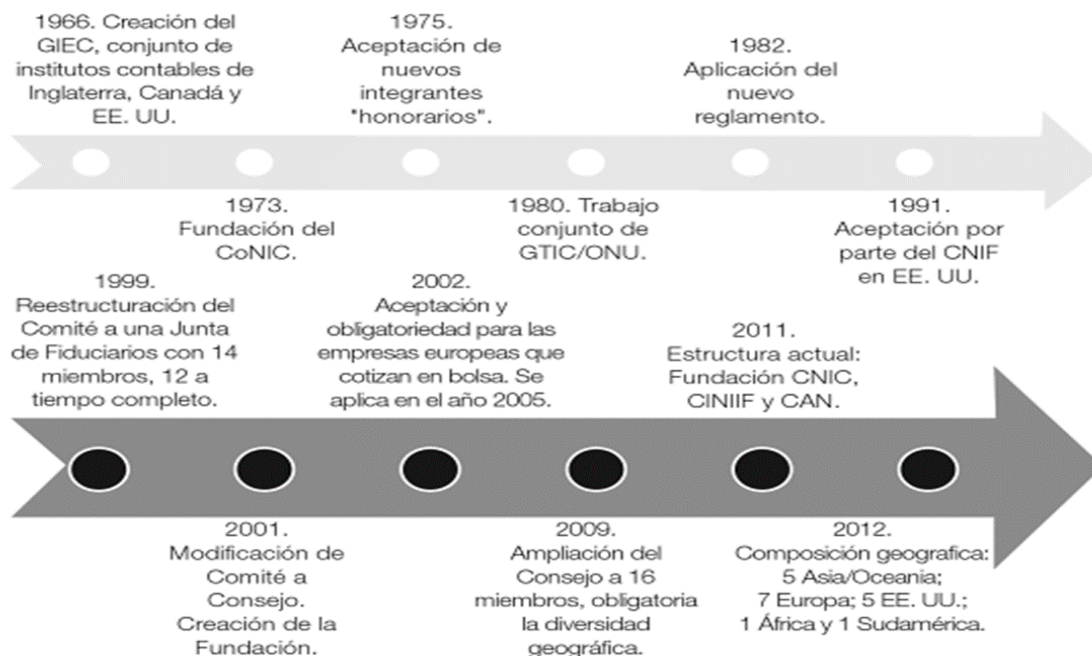 1966. Creación del
GIEC, conjunto de
institutos contables de
Inglaterra, Canadá y
EE. UU.
1975.
Aceptación de
nuevos
integrantes
"honorarios".
1982.
Aplicación del
nuevo
reglamento.
1973.
Fundación del
CoNIC.
1980. Trabajo
conjunto de
GTIC/ONU.
1991.
Aceptación por
parte del CNIF
en EE. UU.
1999.
Reestructuración del
Comité a una Junta
de Fiduciarios con 14
miembros, 12 a
tiempo completo.
2002.
Aceptación y
obligatoriedad para las
empresas europeas que
cotizan en bolsa. Se
aplica en el año 2005.
2011.
Estructura actual:
Fundación CNIC,
CINIIF y CAN.
2001.
Modificación de
Comité a
Consejo.
Creación de la
Fundación.
2009.
Ampliación del
Consejo a 16
miembros, obligatoria
la diversidad
geográfica.
2012.
Composición geografica:
5 Asia/Oceania;
7 Europa; 5 EE. UU.;
1 África y 1 Sudamérica.